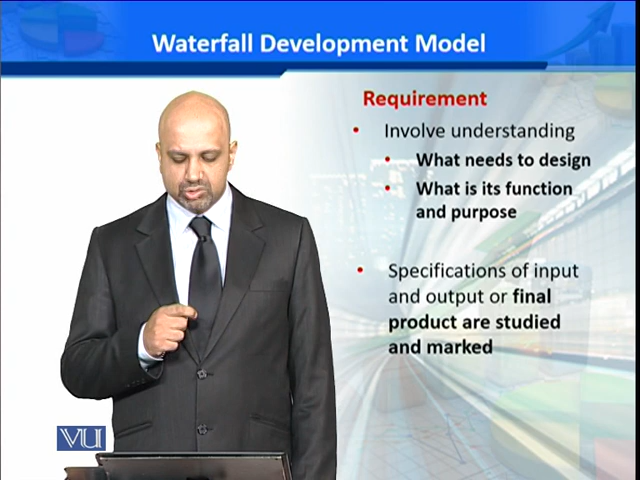 Waterfall Development Model
Requirement
• Involve understanding
• What needs to design
• What is its function
and purpose
• Specifications of input
and output or final
product are studied
and marked
VU